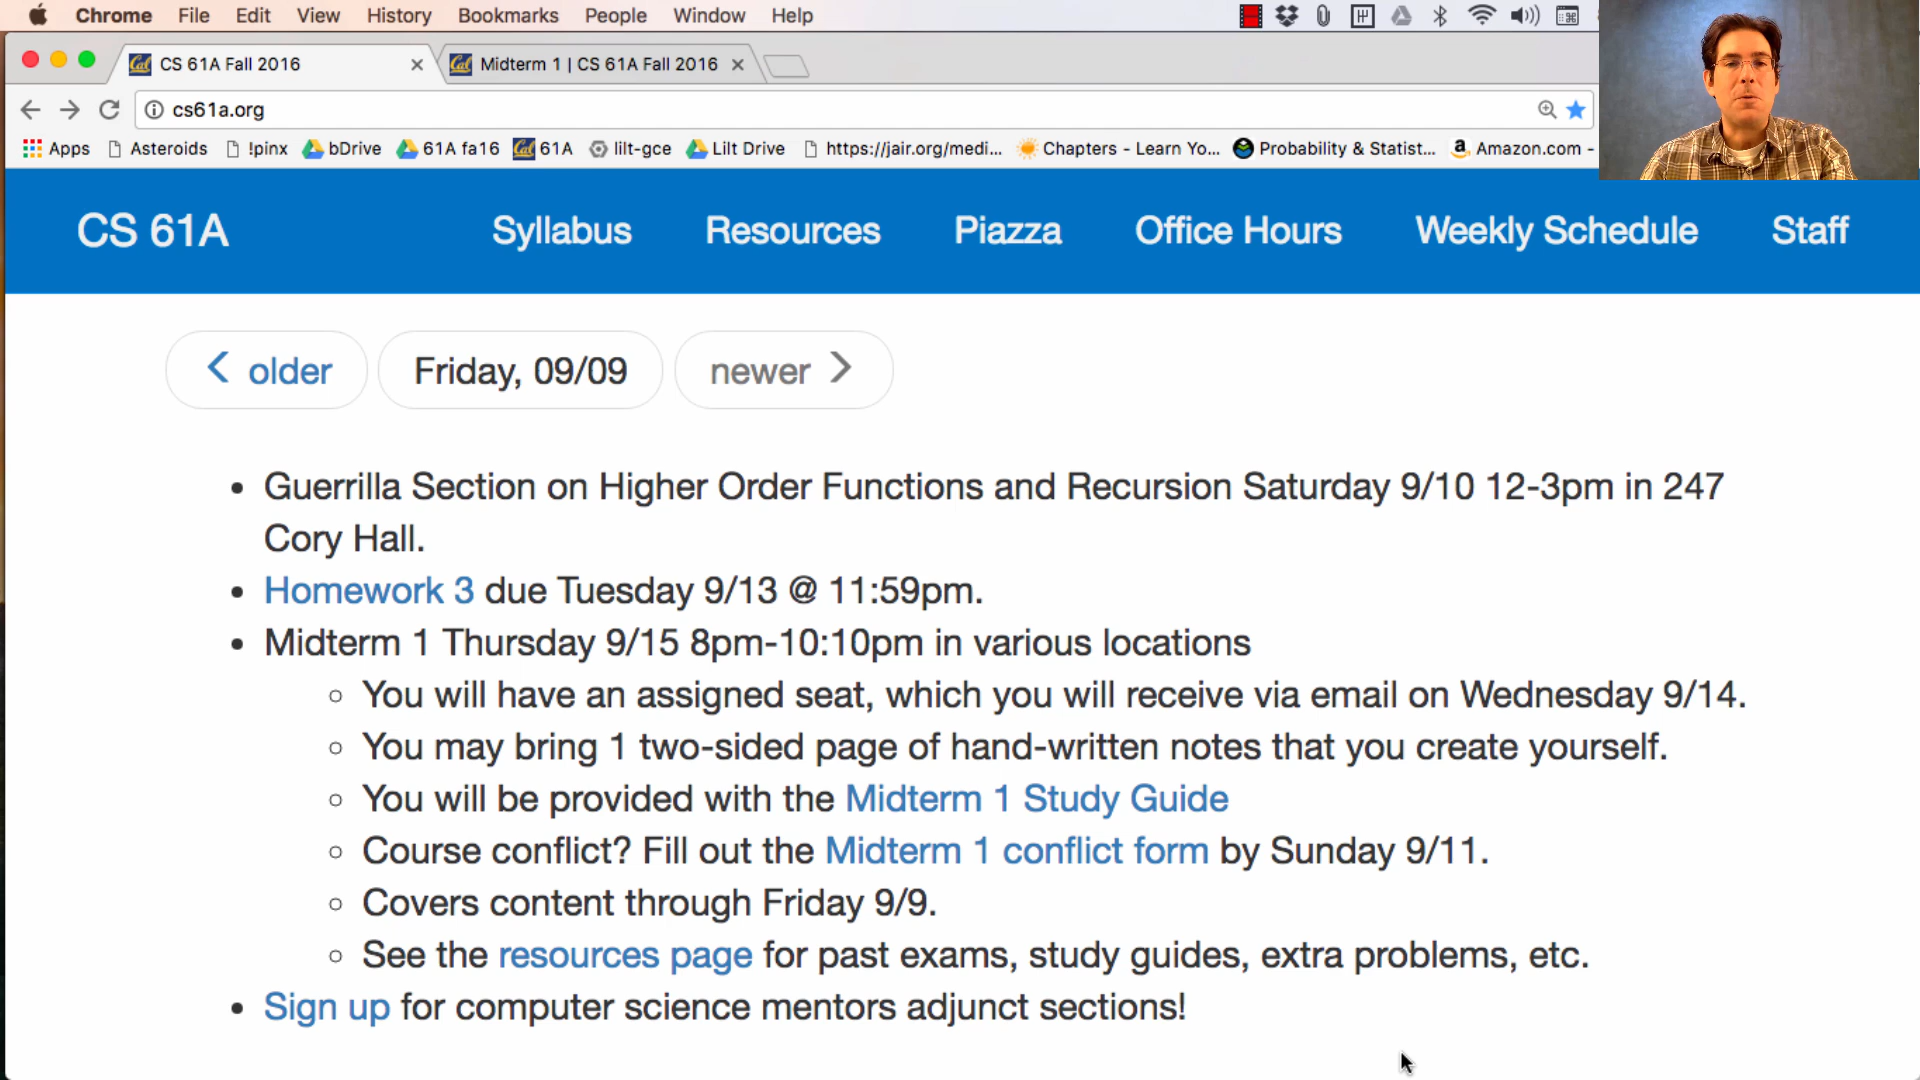 Chrome File Edit View History Bookmarks People Window Help
CS 61A Fall 2016
Midterm 1 | CS 61A Fall 2016
cs61a.org
Apps Asteroids !pinx bDrive 61A fa16 61A lilt-gce Lilt Drive https://jair.org/medi... Chapters - Learn Yo... Probability & Statist... Amazon.com -
CS 61A Syllabus Resources Piazza Office Hours Weekly Schedule Staff
older Friday, 09/09 newer
Guerrilla Section on Higher Order Functions and Recursion Saturday 9/10 12-3pm in 247
Cory Hall.
Homework 3 due Tuesday 9/13 @ 11:59pm.
Midterm 1 Thursday 9/15 8pm-10:10pm in various locations
You will have an assigned seat, which you will receive via email on Wednesday 9/14.
You may bring 1 two-sided page of hand-written notes that you create yourself.
You will be provided with the Midterm 1 Study Guide
Course conflict? Fill out the Midterm 1 conflict form by Sunday 9/11.
Covers content through Friday 9/9.
See the resources page for past exams, study guides, extra problems, etc.
Sign up for computer science mentors adjunct sections!